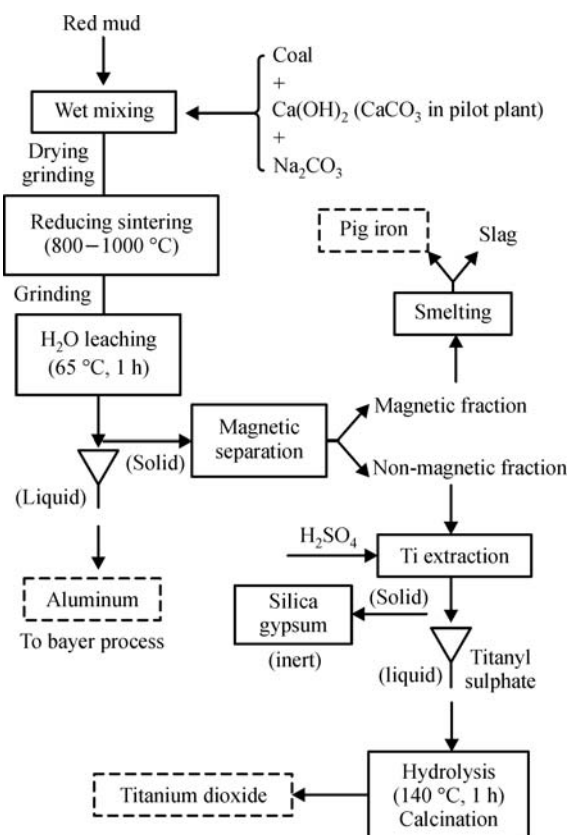 Red mud
Wet mixing
Coal
+
Ca(OH)₂ (CaCO₃ in pilot plant)
+
Na₂CO₃
Drying
grinding
Reducing sintering
(800−1000 °C)
Pig iron
Slag
Grinding
Smelting
H₂O leaching
(65 °C, 1 h)
Magnetic fraction
Magnetic
separation
(Solid)
Non-magnetic fraction
(Liquid)
H₂SO₄
Ti extraction
Aluminum
To bayer process
Silica
gypsum
(Solid)
(inert)
(liquid)
Titanyl
sulphate
Hydrolysis
(140 °C, 1 h)
Calcination
Titanium dioxide